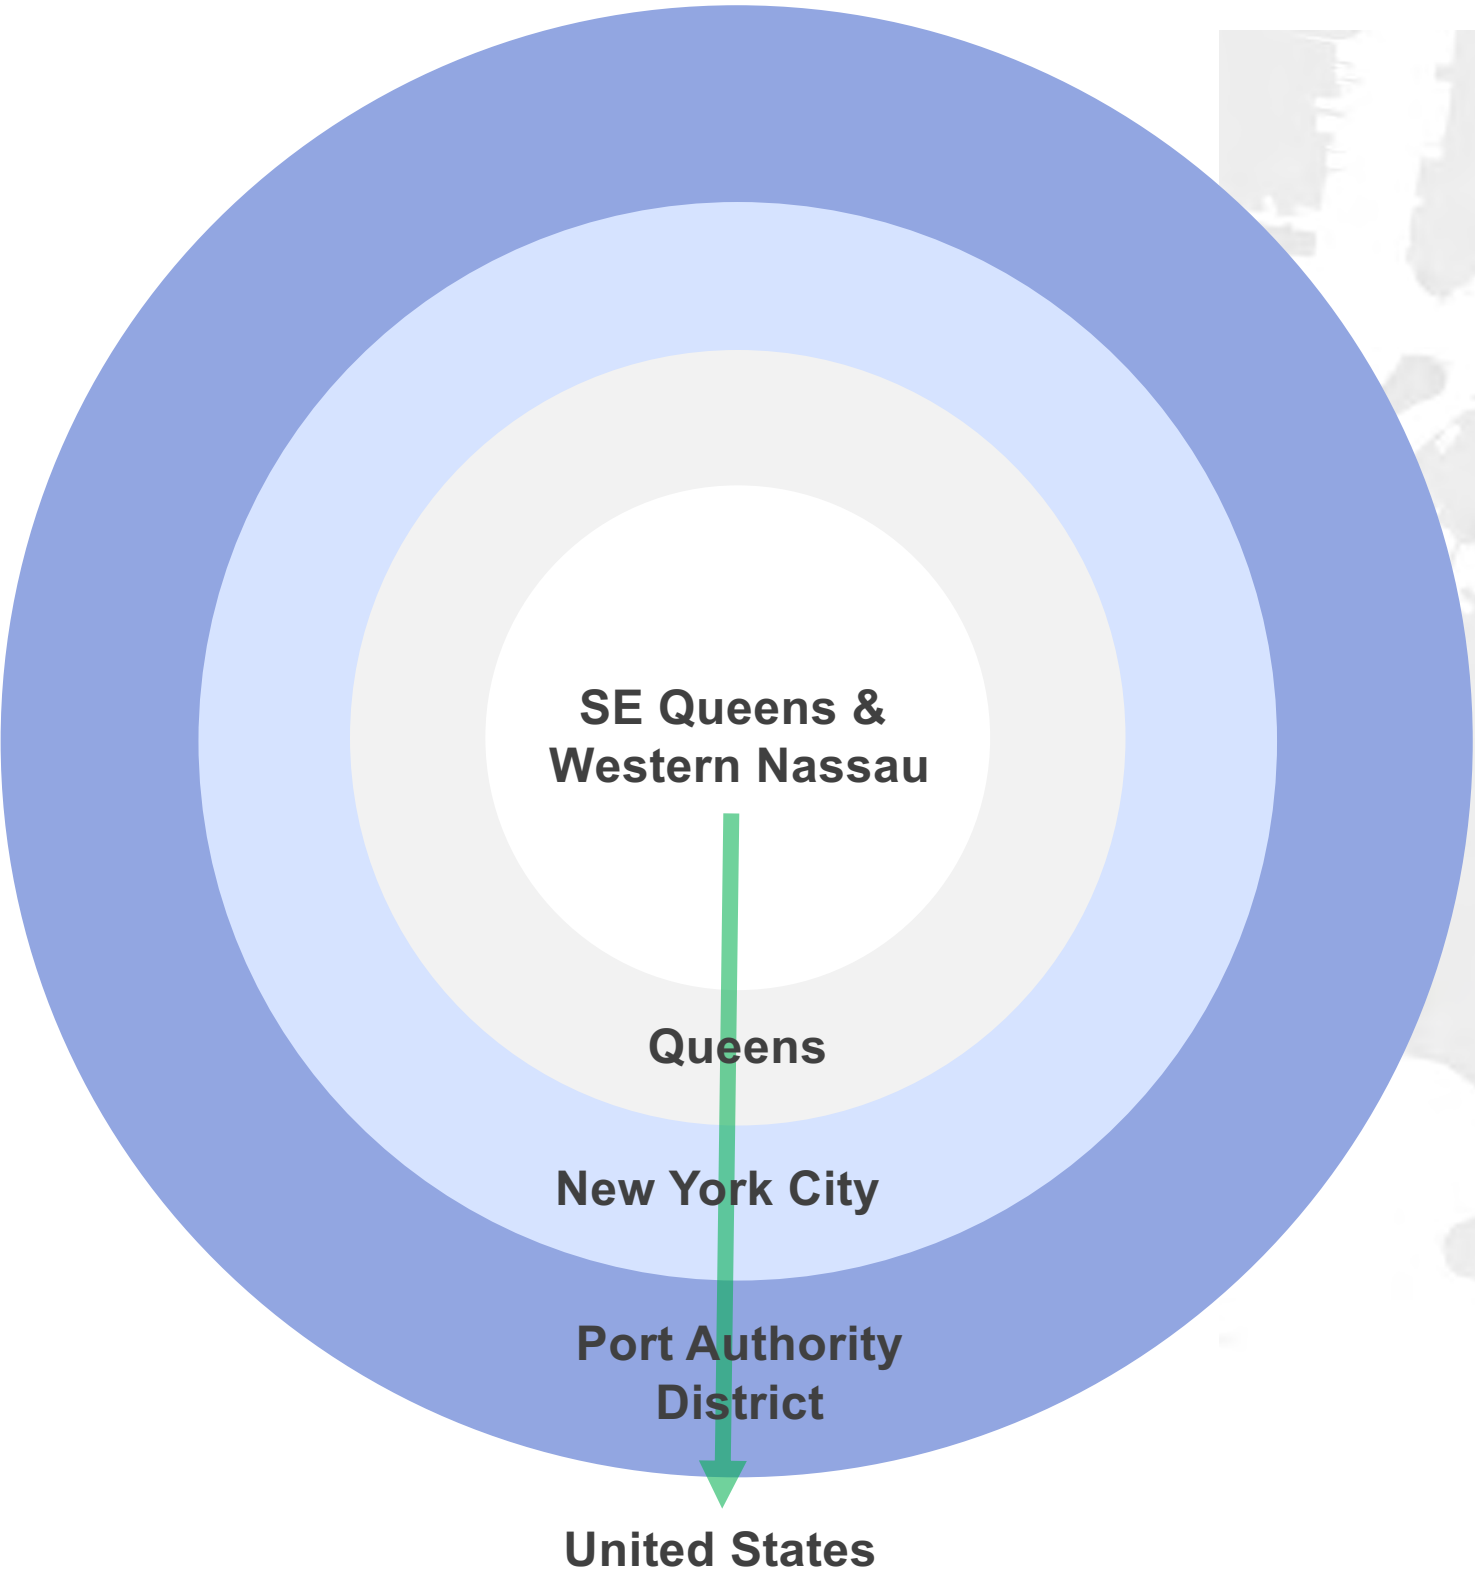 SE Queens &
Western Nassau
Queens
New York City
Port Authority
District
United States